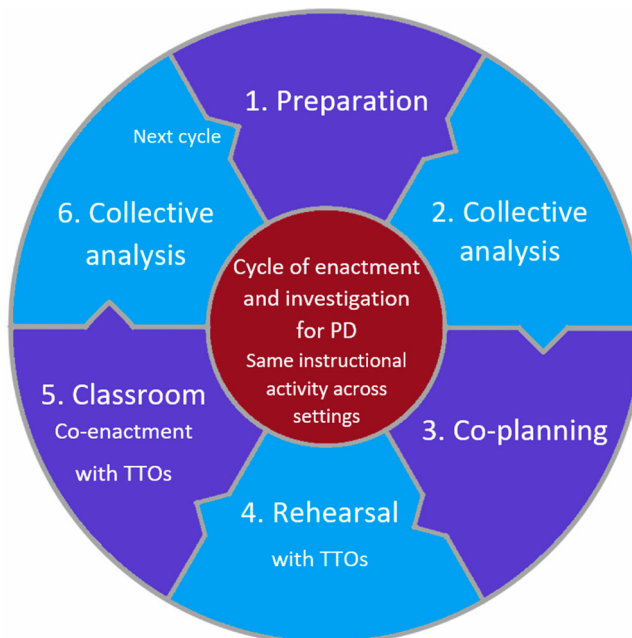 1. Preparation
2. Collective
analysis
3. Co-planning
4. Rehearsal
with TTOs
5. Classroom
Co-enactment
with TTOs
6. Collective
analysis
Next cycle
Cycle of enactment
and investigation
for PD
Same instructional
activity across
settings